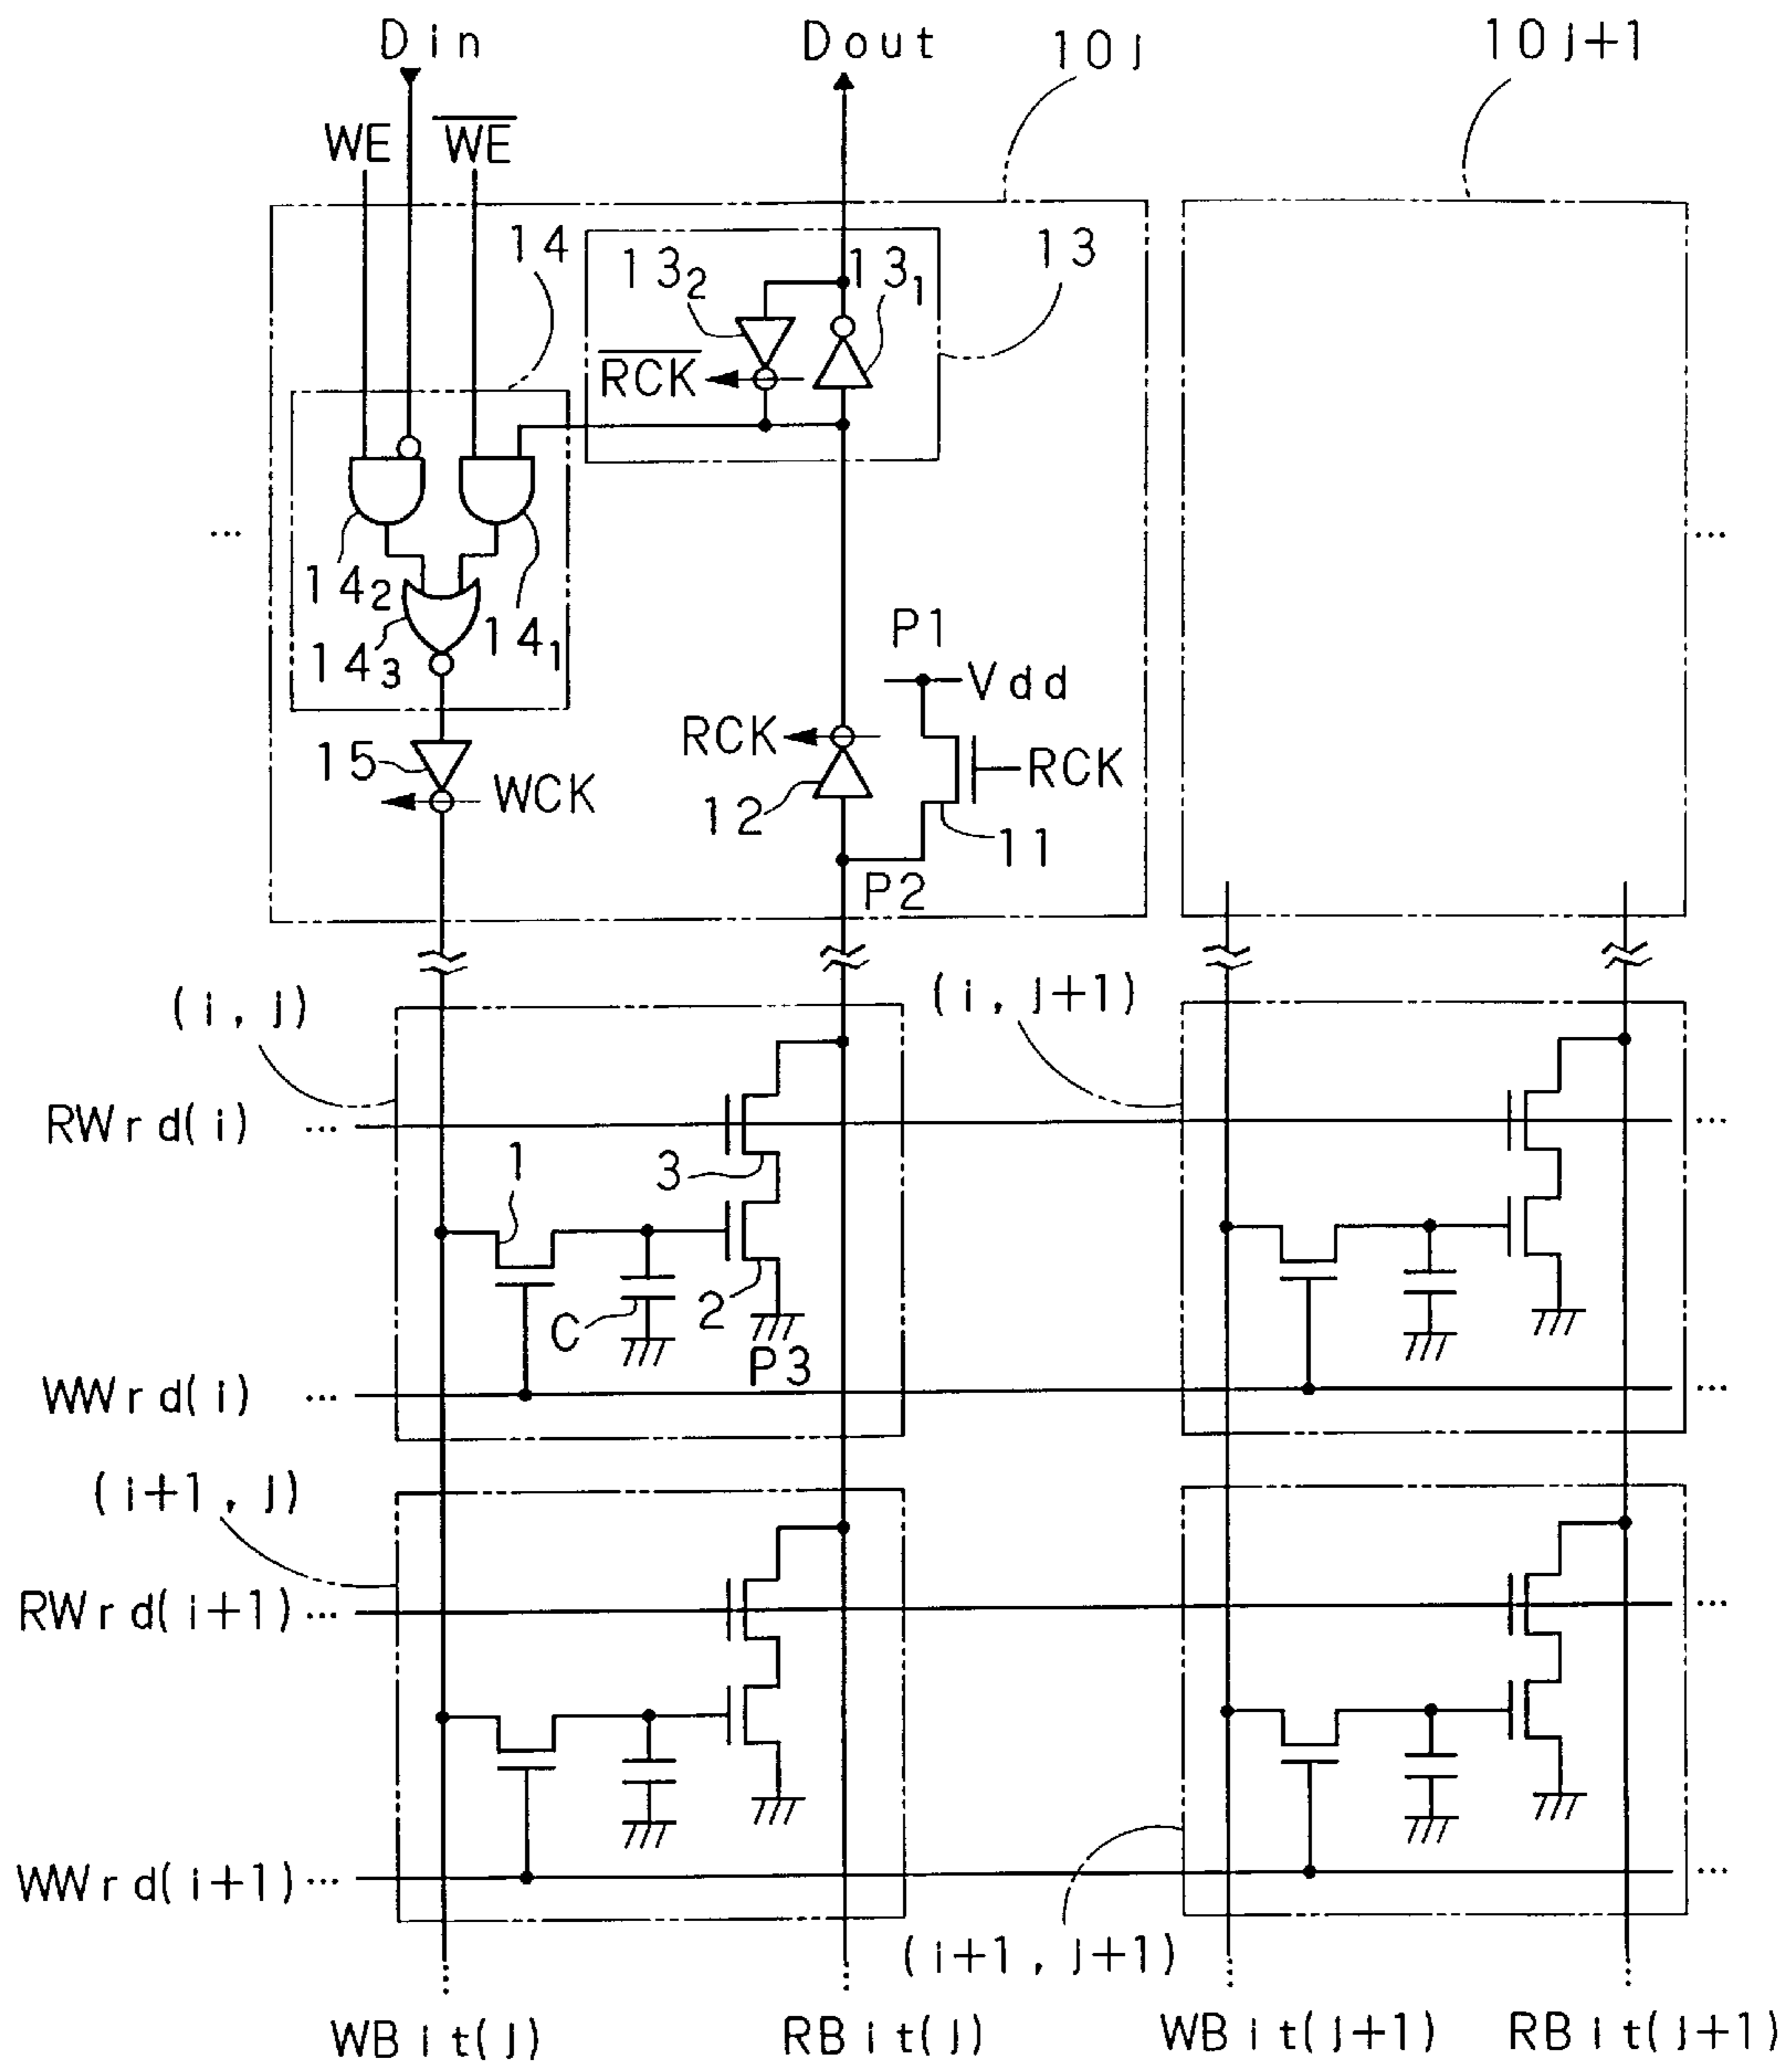 Din
Dout
10j
10j+1
WE
W̅E̅
14
13₂
13₁
13
R̅C̅K̅
14₂
14₁
14₃
P1
Vdd
RCK
RCK
15
WCK
12
11
P2
...
...
(i, j)
(i, j+1)
RWrd(i)
...
...
3
1
C
2
P3
WWrd(i)
...
...
(i+1, j)
RWrd(i+1)
...
...
WWrd(i+1)
...
...
(i+1, j+1)
WBit(j)
RBit(j)
WBit(j+1)
RBit(j+1)